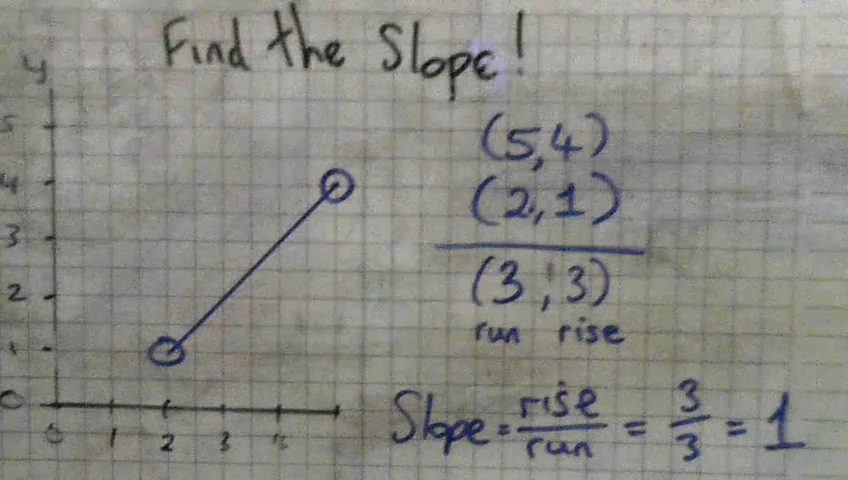 Find the Slope!
y
5
4
3
2
1
0
0 1 2 3 4
(5,4)
(2,1)
(3,3)
run rise
Slope = rise/run = 3/3 = 1